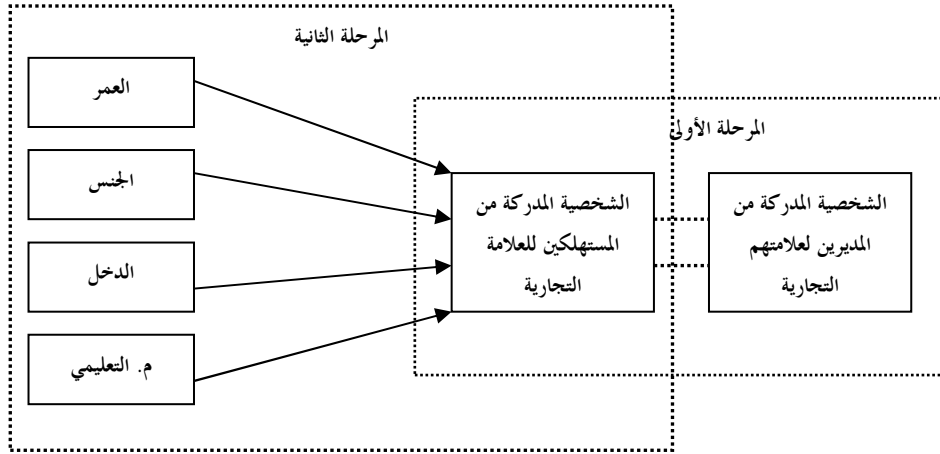 المرحلة الثانية
العمر
الجنس
الدخل
م. التعليمي
المرحلة الأولى
الشخصية المدركة من
المستهلكين للعلامة
التجارية
الشخصية المدركة من
المديرين لعلامتهم
التجارية